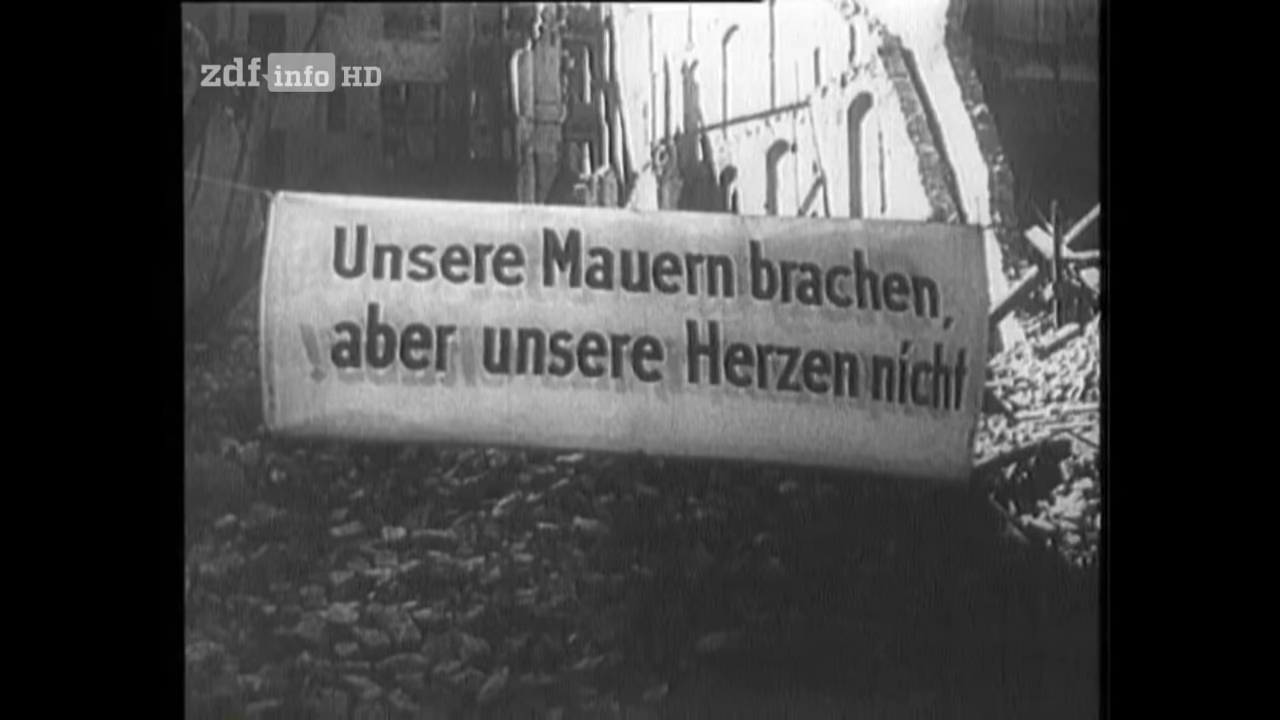 zdf info HD
Unsere Mauern brachen,
aber unsere Herzen nicht